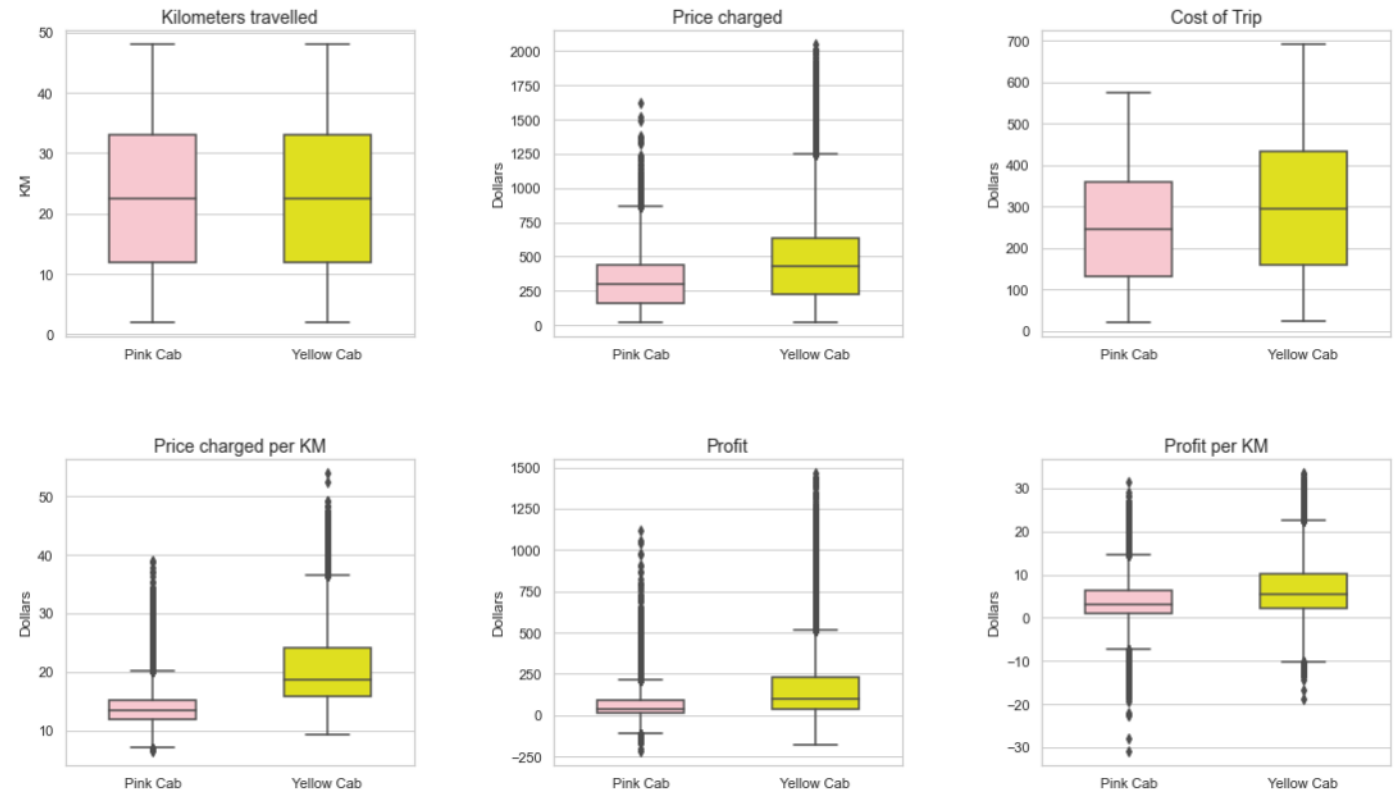 Kilometers travelled
50
40
30
20
10
0
KM
Pink Cab
Yellow Cab
Price charged
2000
1750
1500
1250
1000
750
500
250
0
Dollars
Pink Cab
Yellow Cab
Cost of Trip
700
600
500
400
300
200
100
0
Dollars
Pink Cab
Yellow Cab
Price charged per KM
50
40
30
20
10
Dollars
Pink Cab
Yellow Cab
Profit
1500
1250
1000
750
500
250
0
−250
Dollars
Pink Cab
Yellow Cab
Profit per KM
30
20
10
0
−10
−20
−30
Dollars
Pink Cab
Yellow Cab